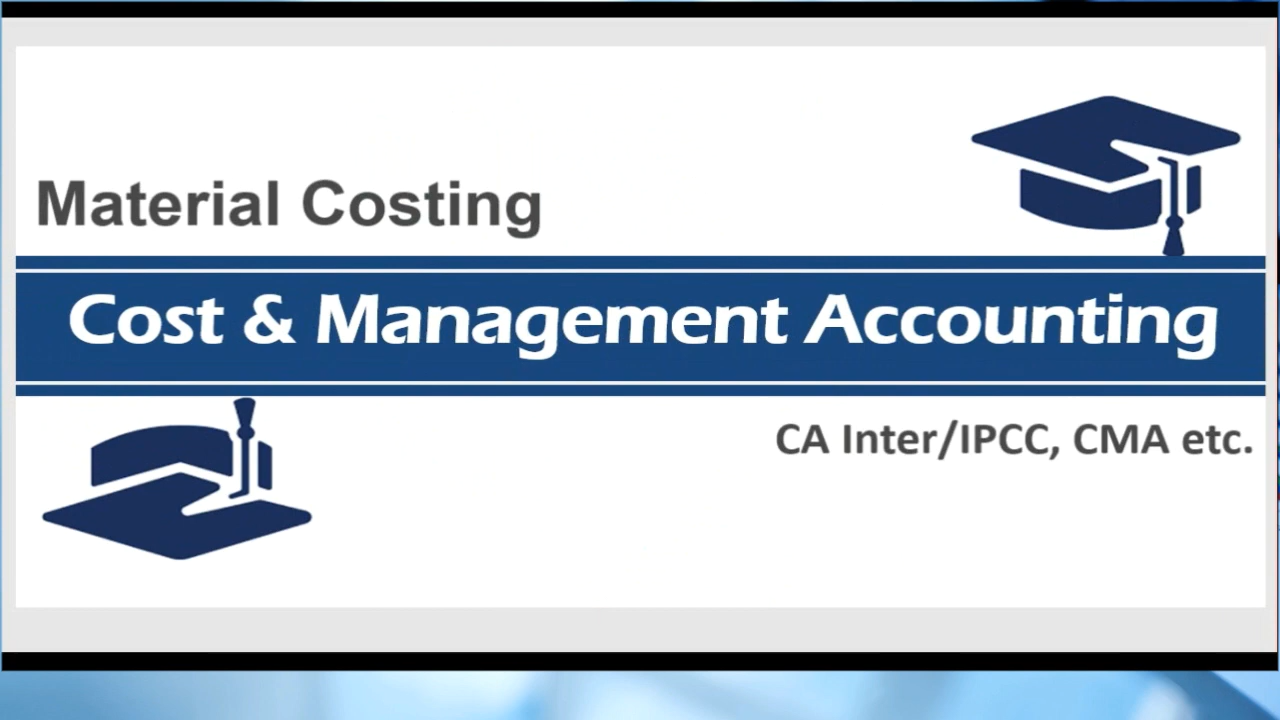 Material Costing
Cost & Management Accounting
CA Inter/IPCC, CMA etc.